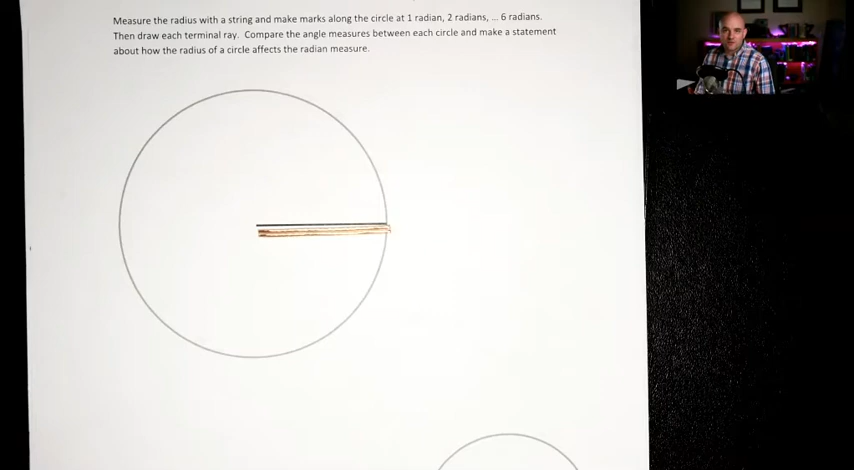 Measure the radius with a string and make marks along the circle at 1 radian, 2 radians, ... 6 radians.
Then draw each terminal ray.  Compare the angle measures between each circle and make a statement
about how the radius of a circle affects the radian measure.